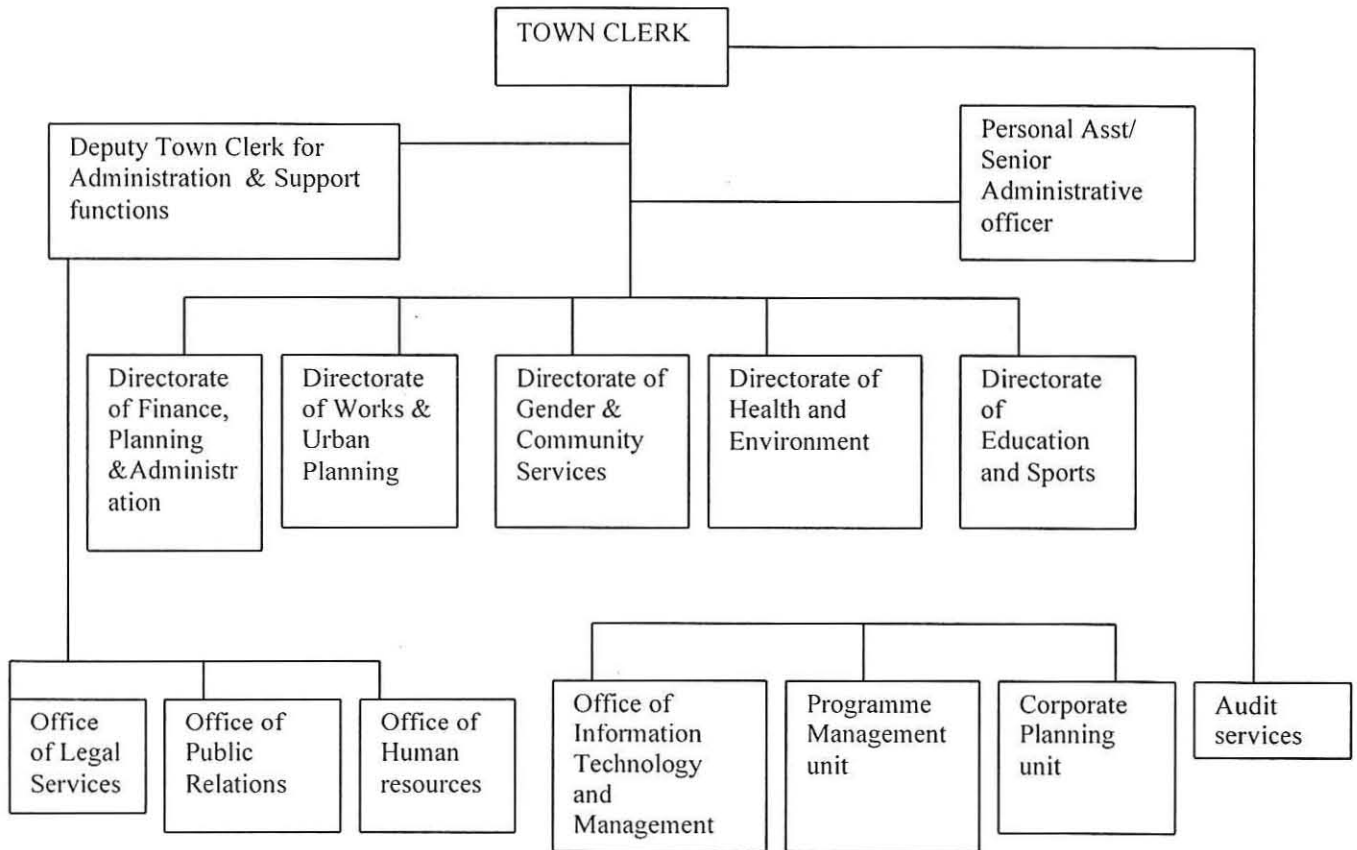 TOWN CLERK
Deputy Town Clerk for
Administration & Support
functions
Personal Asst/
Senior
Administrative
officer
Directorate
of Finance,
Planning
&Administr
ation
Directorate
of Works &
Urban
Planning
Directorate of
Gender &
Community
Services
Directorate of
Health and
Environment
Directorate
of
Education
and Sports
Office
of Legal
Services
Office of
Public
Relations
Office of
Human
resources
Office of
Information
Technology
and
Management
Programme
Management
unit
Corporate
Planning
unit
Audit
services